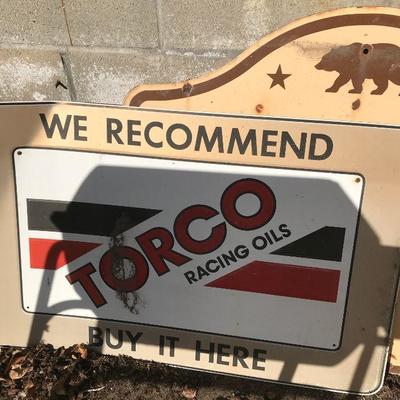 WE RECOMMEND
TORCO
RACING OILS
BUY IT HERE